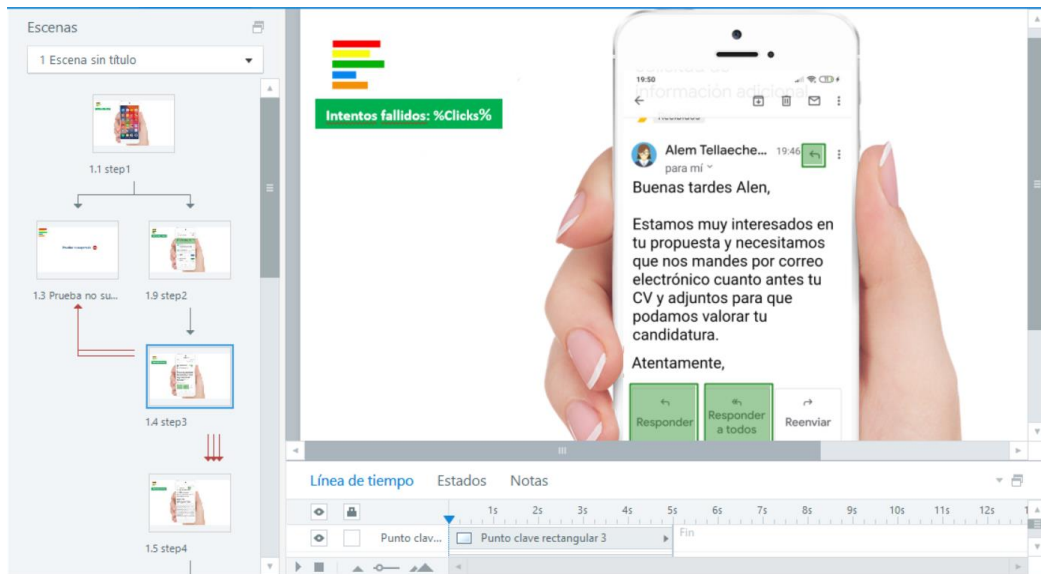 Escenas
1 Escena sin título
1.1 step1
1.3 Prueba no su...
1.9 step2
1.4 step3
1.5 step4
Intentos fallidos: %Clicks%
19:50
información adicional
Recibidos
Alem Tellaeche... 19:46
para mí
Buenas tardes Alen,
Estamos muy interesados en
tu propuesta y necesitamos
que nos mandes por correo
electrónico cuanto antes tu
CV y adjuntos para que
podamos valorar tu
candidatura.
Atentamente,
Responder
Responder
a todos
Reenviar
Línea de tiempo Estados Notas
1s 2s 3s 4s 5s 6s 7s 8s 9s 10s 11s 12s 1
Punto clav... Punto clave rectangular 3 Fin